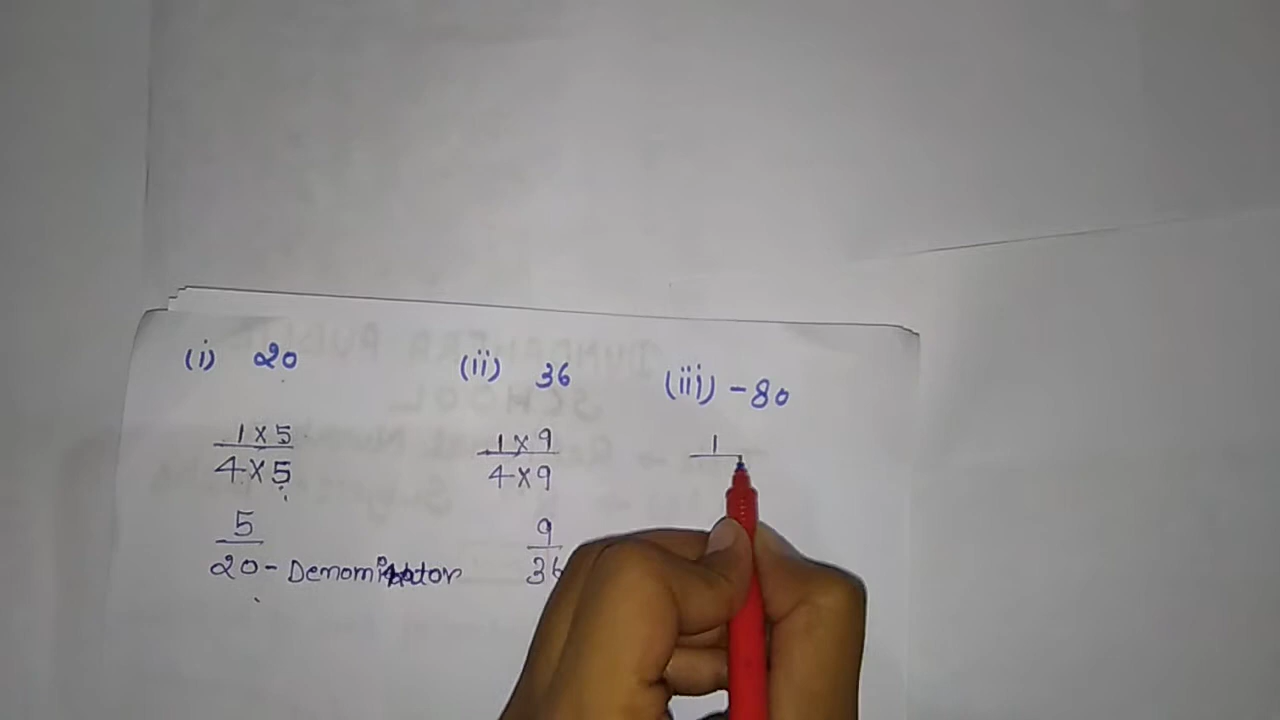 (i) 20 (ii) 36 (iii) -80
1×5 1×9 1
4×5 4×9
5 9
20 - Denominator 36